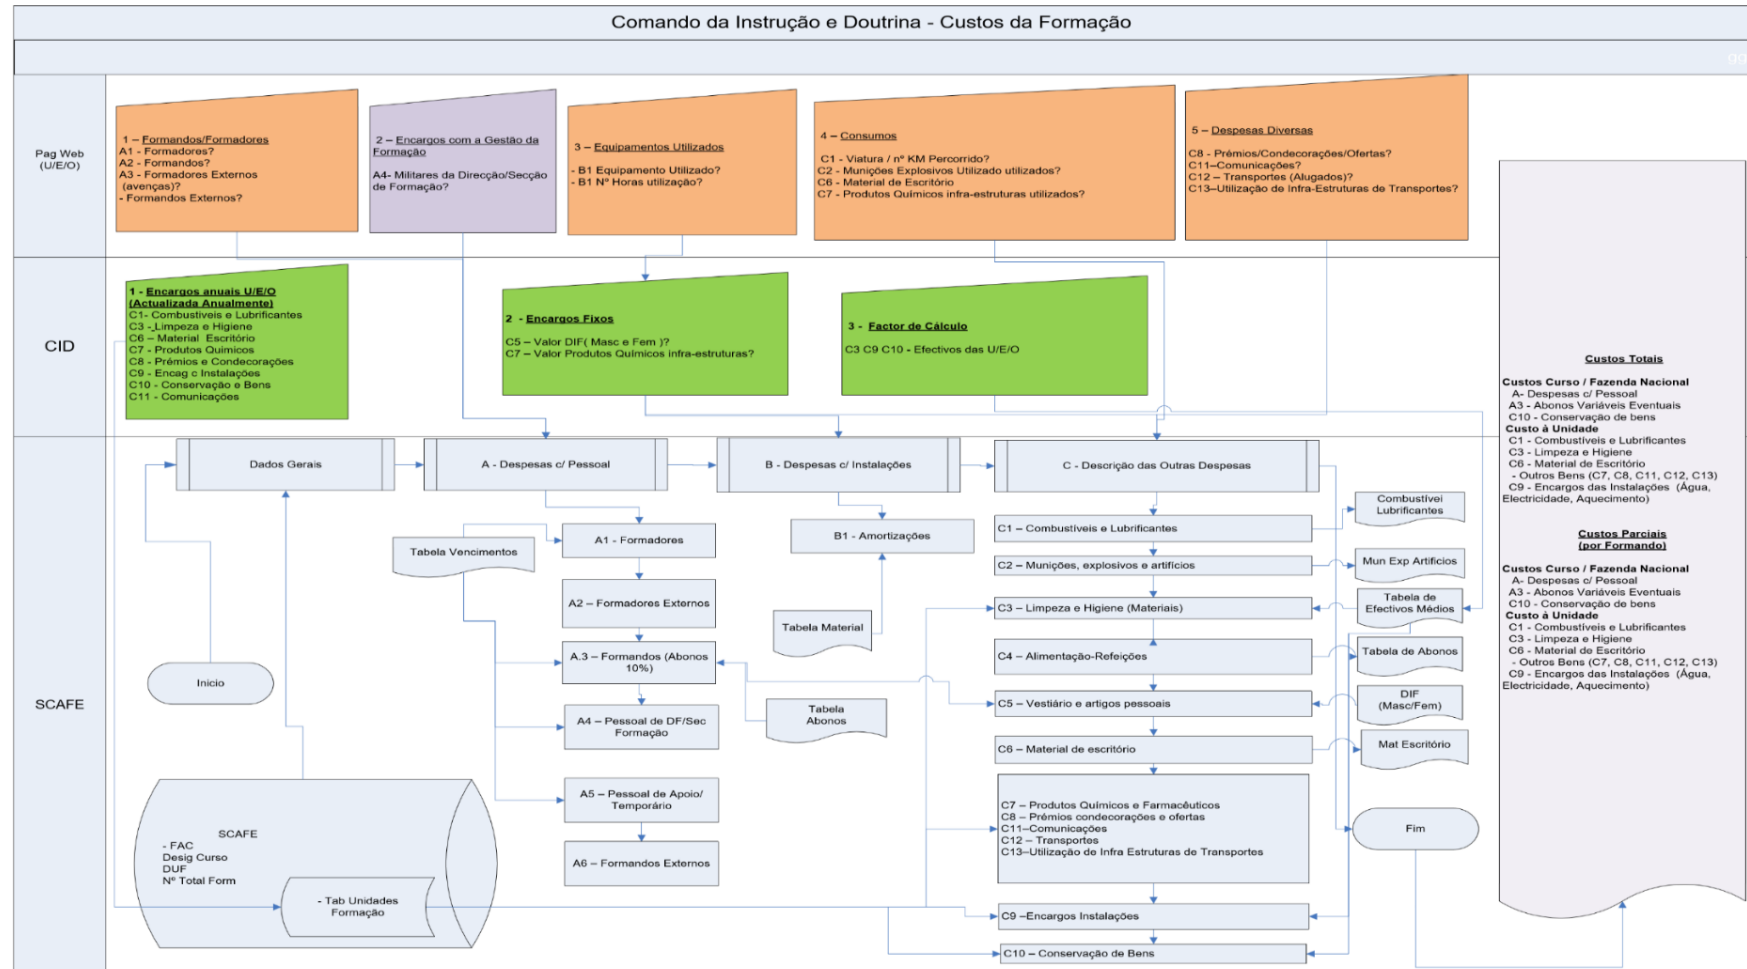 Comando da Instrução e Doutrina - Custos da Formação
gg
Pag Web
(U/E/O)
1 – Formandos/Formadores
A1 - Formadores?
A2 - Formandos?
A3 - Formadores Externos
(avenças)?
- Formandos Externos?
2 – Encargos com a Gestão da
Formação
A4- Militares da Direcção/Secção
de Formação?
3 – Equipamentos Utilizados
- B1 Equipamento Utilizado?
- B1 Nº Horas utilização?
4 – Consumos
C1 - Viatura / nº KM Percorrido?
C2 - Munições Explosivos Utilizado utilizados?
C6 - Material de Escritório
C7 - Produtos Químicos infra-estruturas utilizados?
5 – Despesas Diversas
C8 - Prémios/Condecorações/Ofertas?
C11–Comunicações?
C12 – Transportes (Alugados)?
C13–Utilização de Infra-Estruturas de Transportes?
CID
1 - Encargos anuais U/E/O
(Actualizada Anualmente)
C1- Combustiveis e Lubrificantes
C3 - Limpeza e Higiene
C6 – Material Escritório
C7 - Produtos Químicos
C8 - Prémios e Condecorações
C9 - Encag c Instalações
C10 - Conservação e Bens
C11 - Comunicações
2 - Encargos Fixos
C5 – Valor DIF( Masc e Fem )?
C7 – Valor Produtos Químicos infra-estruturas?
3 - Factor de Cálculo
C3 C9 C10 - Efectivos das U/E/O
SCAFE
Dados Gerais
A - Despesas c/ Pessoal
B - Despesas c/ Instalações
C - Descrição das Outras Despesas
Inicio
Tabela Vencimentos
A1 - Formadores
A2 – Formadores Externos
A.3 – Formandos (Abonos
10%)
A4 – Pessoal de DF/Sec
Formação
A5 – Pessoal de Apoio/
Temporário
A6 – Formandos Externos
B1 - Amortizações
Tabela Material
Tabela
Abonos
C1 – Combustíveis e Lubrificantes
C2 – Munições, explosivos e artifícios
C3 – Limpeza e Higiene (Materiais)
C4 – Alimentação-Refeições
C5 – Vestiário e artigos pessoais
C6 – Material de escritório
C7 – Produtos Químicos e Farmacêuticos
C8 – Prémios condecorações e ofertas
C11–Comunicações
C12 – Transportes
C13–Utilização de Infra Estruturas de Transportes
C9 –Encargos Instalações
C10 – Conservação de Bens
Combustívei
Lubrificantes
Mun Exp Artificios
Tabela de
Efectivos Médios
Tabela de Abonos
DIF
(Masc/Fem)
Mat Escritório
Fim
SCAFE
- FAC
Desig Curso
DUF
Nº Total Form
- Tab Unidades
Formação
Custos Totais
Custos Curso / Fazenda Nacional
A- Despesas c/ Pessoal
A3 - Abonos Variáveis Eventuais
C10 - Conservação de bens
Custo à Unidade
C1 - Combustíveis e Lubrificantes
C3 - Limpeza e Higiene
C6 - Material de Escritório
- Outros Bens (C7, C8, C11, C12, C13)
C9 - Encargos das Instalações (Água,
Electricidade, Aquecimento)
Custos Parciais
(por Formando)
Custos Curso / Fazenda Nacional
A- Despesas c/ Pessoal
A3 - Abonos Variáveis Eventuais
C10 - Conservação de bens
Custo à Unidade
C1 - Combustíveis e Lubrificantes
C3 - Limpeza e Higiene
C6 - Material de Escritório
- Outros Bens (C7, C8, C11, C12, C13)
C9 - Encargos das Instalações (Água,
Electricidade, Aquecimento)